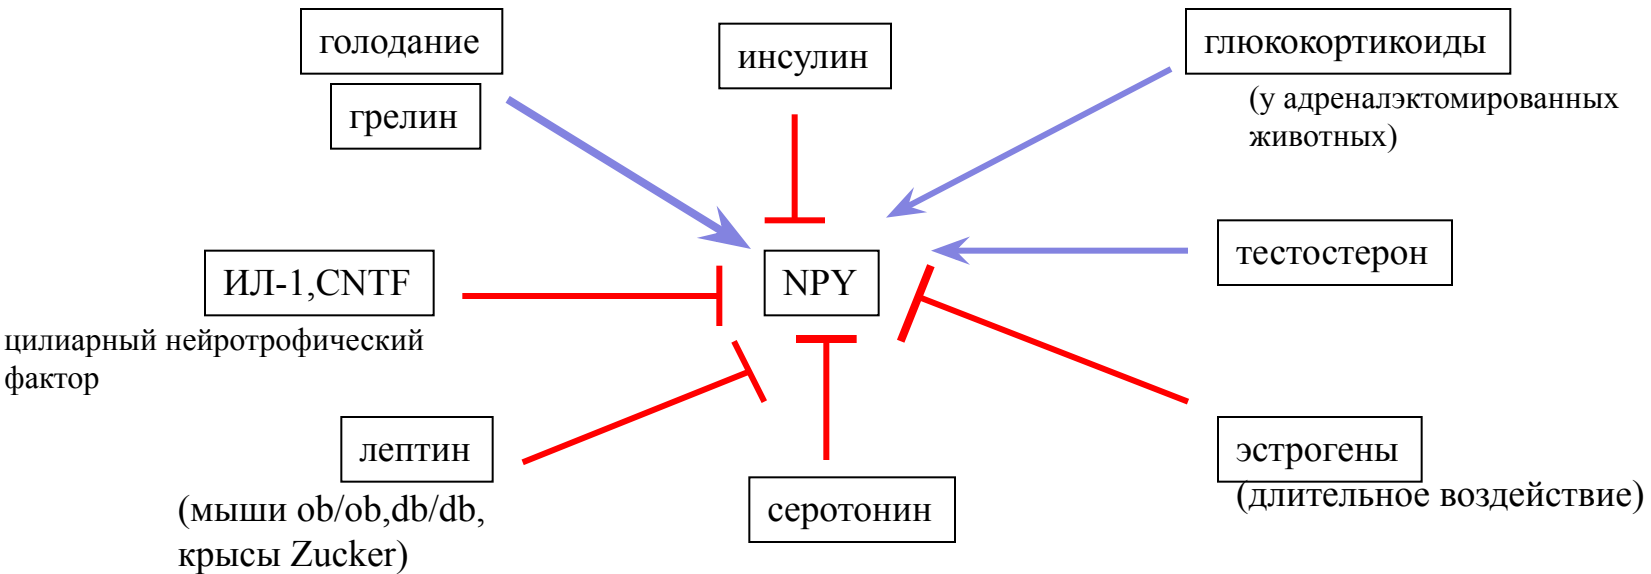 голодание
грелин
инсулин
глюкокортикоиды
(у адреналэктомированных
животных)
ИЛ-1,CNTF
цилиарный нейротрофический
фактор
NPY
тестостерон
лептин
(мыши ob/ob,db/db,
крысы Zucker)
серотонин
эстрогены
(длительное воздействие)